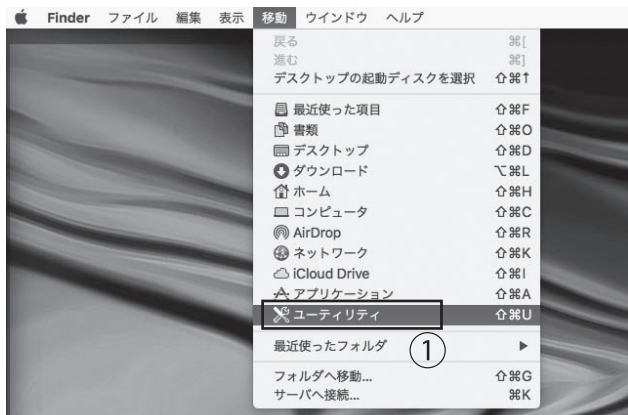 Finder ファイル 編集 表示 移動 ウインドウ ヘルプ
戻る ⌘[
進む ⌘]
デスクトップの起動ディスクを選択 ⇧⌘↑
最近使った項目 ⇧⌘F
書類 ⇧⌘O
デスクトップ ⇧⌘D
ダウンロード ⌥⌘L
ホーム ⇧⌘H
コンピュータ ⇧⌘C
AirDrop ⇧⌘R
ネットワーク ⇧⌘K
iCloud Drive ⇧⌘I
アプリケーション ⇧⌘A
ユーティリティ ⇧⌘U
最近使ったフォルダ ① ▶
フォルダへ移動... ⇧⌘G
サーバへ接続... ⌘K